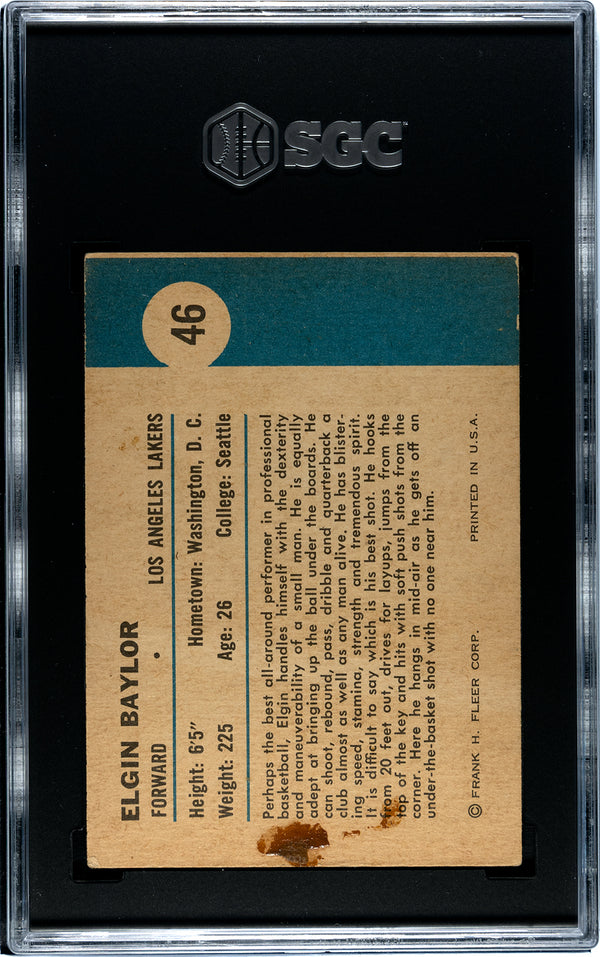 SGC
46
ELGIN BAYLOR
FORWARD • LOS ANGELES LAKERS
Height: 6'5" Hometown: Washington, D. C.
Weight: 225 Age: 26 College: Seattle
Perhaps the best all-around performer in professional
basketball, Elgin handles himself with the dexterity
and maneuverability of a small man. He is equally
adept at bringing up the ball under the boards. He
can shoot, rebound, pass, dribble and quarterback a
club almost as well as any man alive. He has blister-
ing speed, stamina, strength and tremendous spirit.
It is difficult to say which is his best shot. He hooks
from 20 feet out, drives for layups, jumps from the
top of the key and hits with soft push shots from the
corner. Here he hangs in mid-air as he gets off an
under-the-basket shot with no one near him.
© FRANK H. FLEER CORP. PRINTED IN U.S.A.